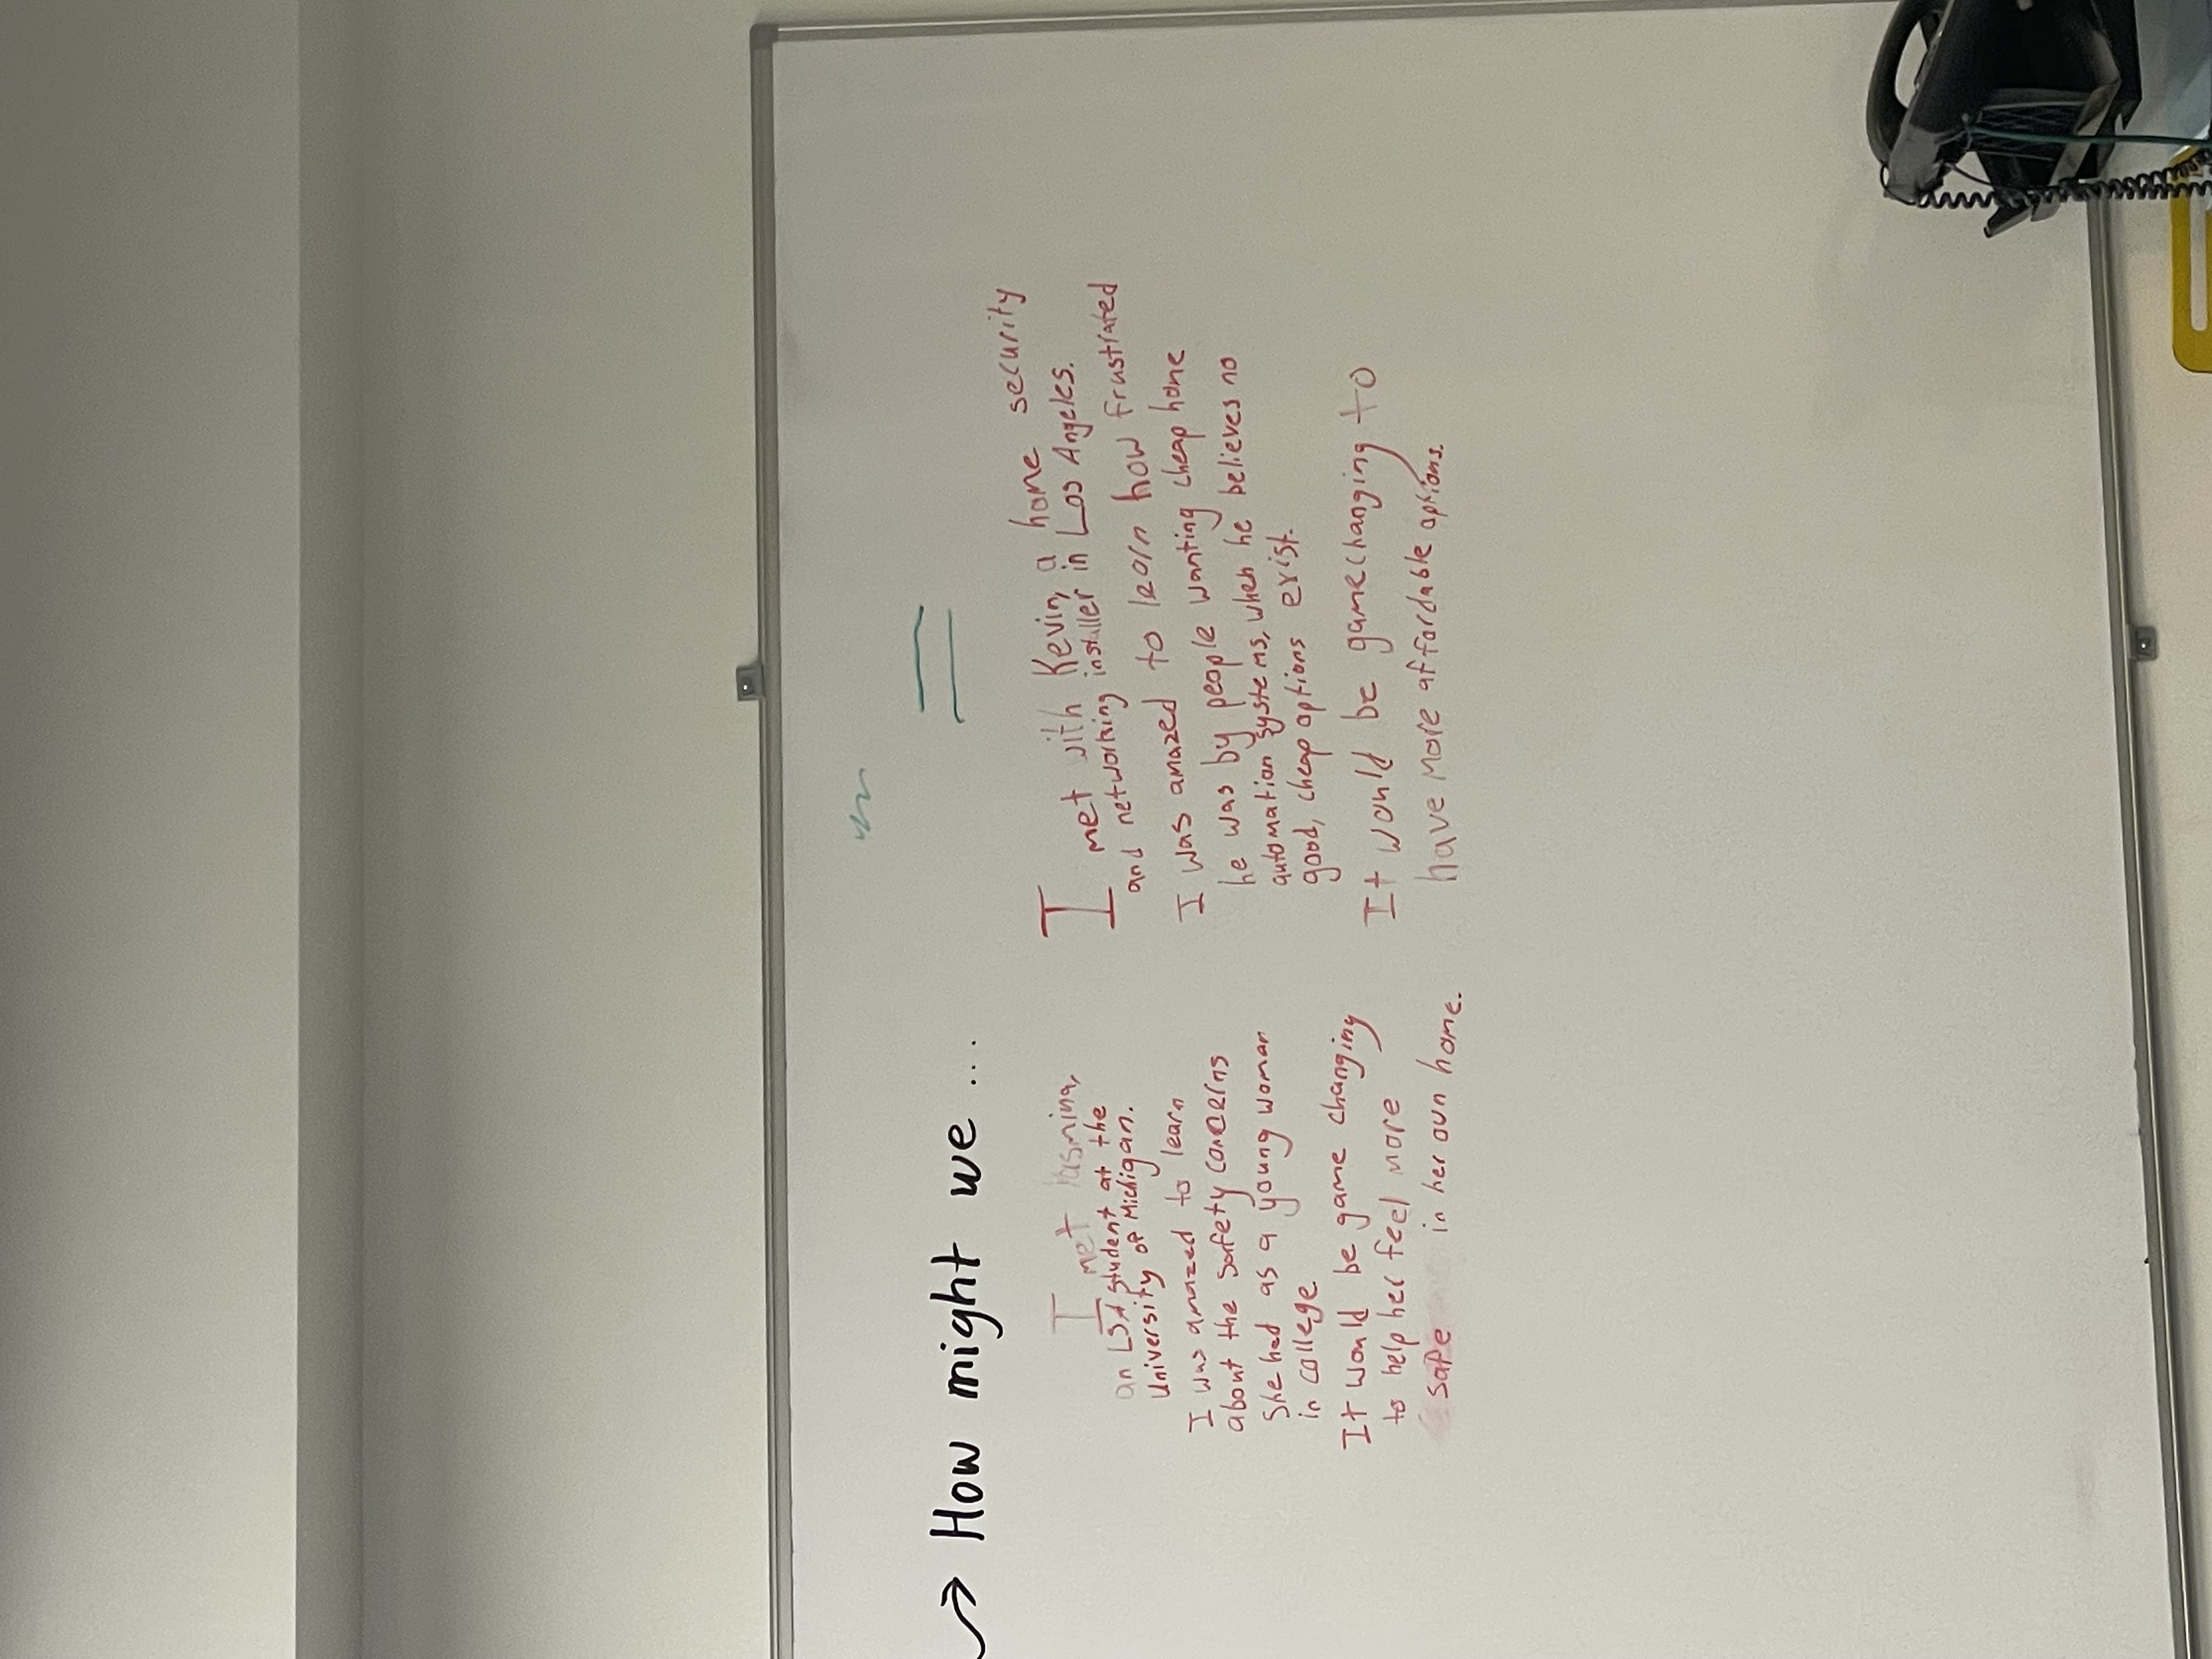 How might we ...
I met Yasmina,
an LSA student at the
University of Michigan.
I was amazed to learn
about the safety concerns
She had as a young woman
in college
It would be game changing
to help her feel more
safe in her own home.
I met with Kevin, a home security
and networking installer in Los Angeles.
I was amazed to learn how frustrated
he was by people wanting cheap home
automation systems, when he believes no
good, cheap options exist.
It would be gamechanging to
have more affordable options.